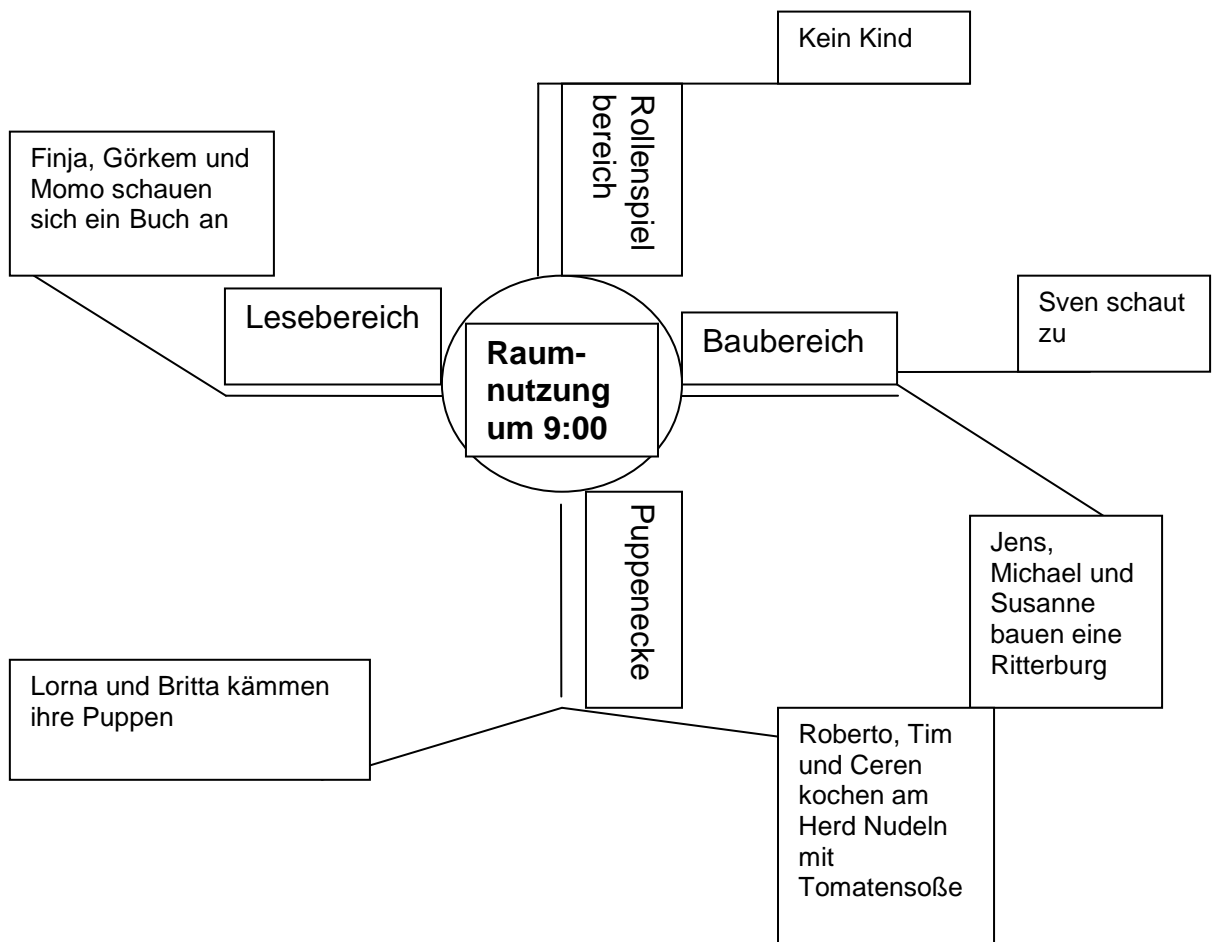 Kein Kind
Rollenspiel
bereich
Finja, Görkem und
Momo schauen
sich ein Buch an
Lesebereich
Raum-
nutzung
um 9:00
Baubereich
Sven schaut
zu
Puppenecke
Jens,
Michael und
Susanne
bauen eine
Ritterburg
Lorna und Britta kämmen
ihre Puppen
Roberto, Tim
und Ceren
kochen am
Herd Nudeln
mit
Tomatensoße